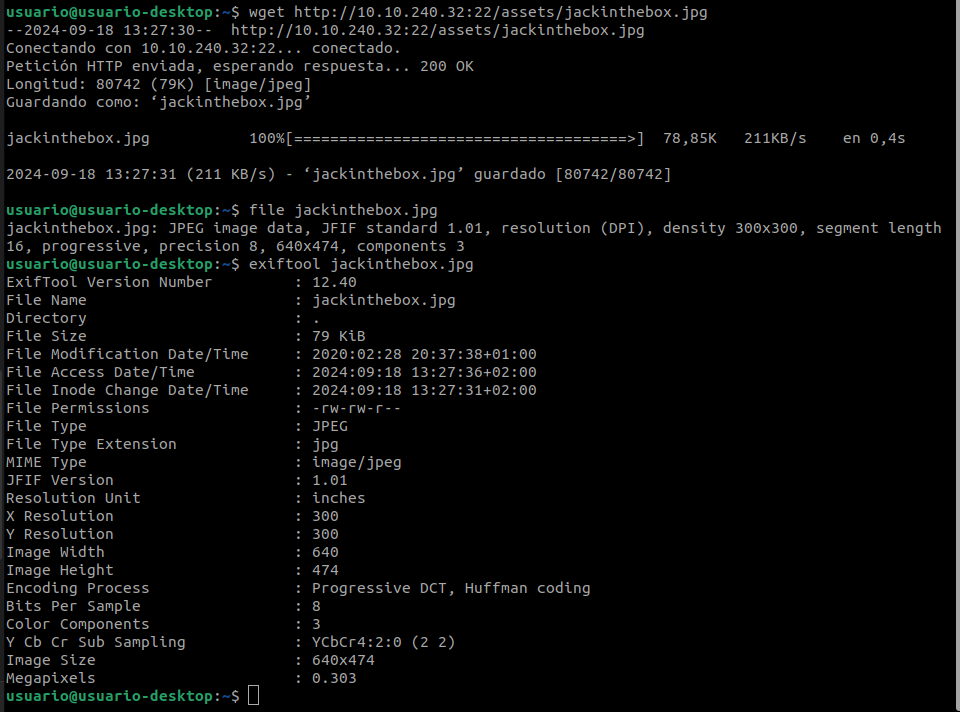 usuario@usuario-desktop:~$ wget http://10.10.240.32:22/assets/jackinthebox.jpg
--2024-09-18 13:27:30--  http://10.10.240.32:22/assets/jackinthebox.jpg
Conectando con 10.10.240.32:22... conectado.
Petición HTTP enviada, esperando respuesta... 200 OK
Longitud: 80742 (79K) [image/jpeg]
Guardando como: ‘jackinthebox.jpg’
jackinthebox.jpg           100%[=====================================>]  78,85K   211KB/s    en 0,4s
2024-09-18 13:27:31 (211 KB/s) - ‘jackinthebox.jpg’ guardado [80742/80742]
usuario@usuario-desktop:~$ file jackinthebox.jpg
jackinthebox.jpg: JPEG image data, JFIF standard 1.01, resolution (DPI), density 300x300, segment length
16, progressive, precision 8, 640x474, components 3
usuario@usuario-desktop:~$ exiftool jackinthebox.jpg
ExifTool Version Number         : 12.40
File Name                       : jackinthebox.jpg
Directory                       : .
File Size                       : 79 KiB
File Modification Date/Time     : 2020:02:28 20:37:38+01:00
File Access Date/Time           : 2024:09:18 13:27:36+02:00
File Inode Change Date/Time     : 2024:09:18 13:27:31+02:00
File Permissions                : -rw-rw-r--
File Type                       : JPEG
File Type Extension             : jpg
MIME Type                       : image/jpeg
JFIF Version                    : 1.01
Resolution Unit                 : inches
X Resolution                    : 300
Y Resolution                    : 300
Image Width                     : 640
Image Height                    : 474
Encoding Process                : Progressive DCT, Huffman coding
Bits Per Sample                 : 8
Color Components                : 3
Y Cb Cr Sub Sampling            : YCbCr4:2:0 (2 2)
Image Size                      : 640x474
Megapixels                      : 0.303
usuario@usuario-desktop:~$